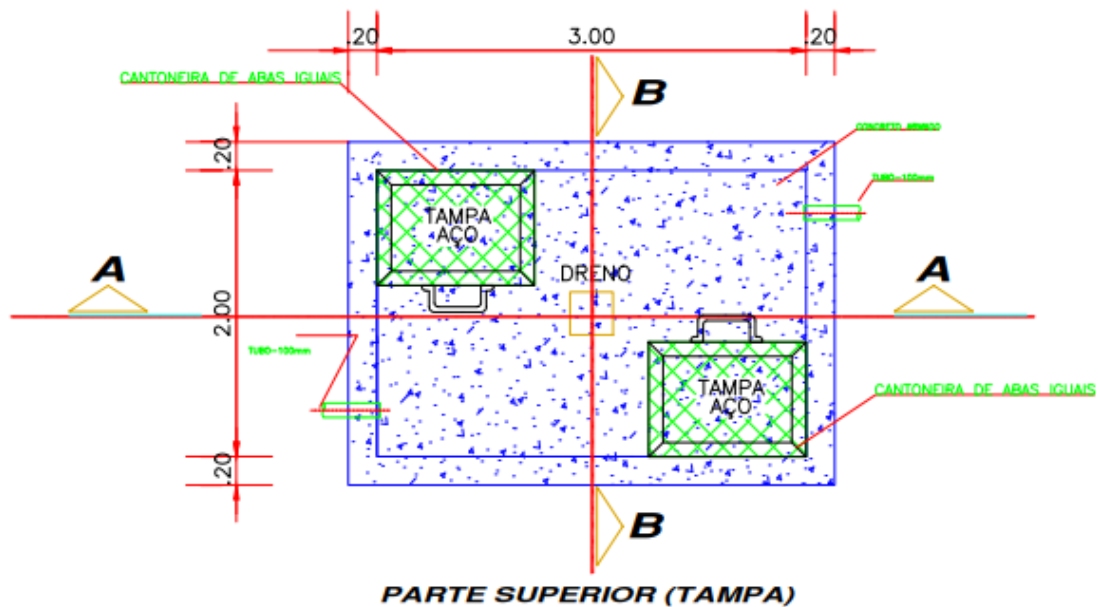 .20 3.00 .20
CANTONEIRA DE ABAS IGUAIS
B
CONCRETO ARMADO
.20
TUBO-100mm
TAMPA
AÇO
DRENO
A
A
2.00
TUBO-100mm
TAMPA
AÇO
CANTONEIRA DE ABAS IGUAIS
.20
B
PARTE SUPERIOR (TAMPA)